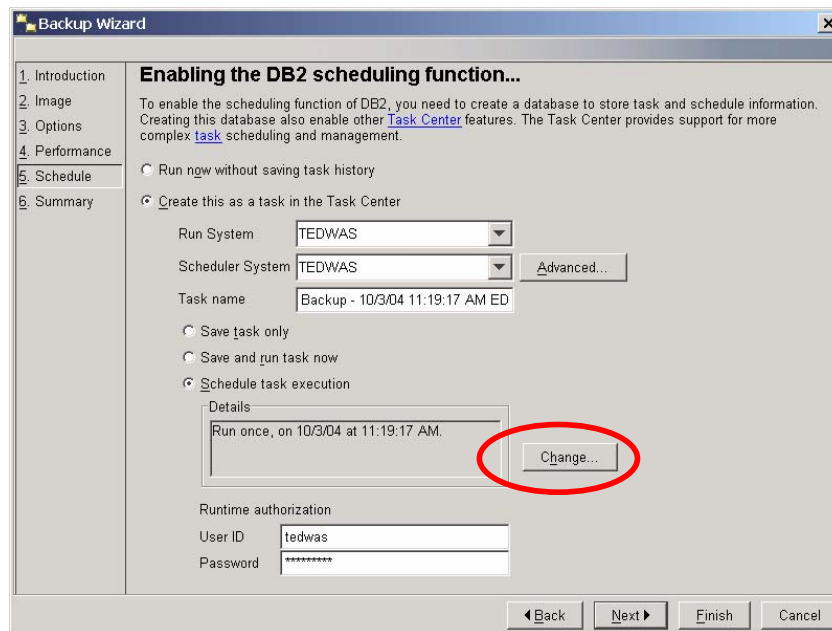 Backup Wizard
1. Introduction
2. Image
3. Options
4. Performance
5. Schedule
6. Summary
Enabling the DB2 scheduling function...
To enable the scheduling function of DB2, you need to create a database to store task and schedule information.
Creating this database also enable other Task Center features. The Task Center provides support for more
complex task scheduling and management.
Run now without saving task history
Create this as a task in the Task Center
Run System TEDWAS
Scheduler System TEDWAS Advanced...
Task name Backup - 10/3/04 11:19:17 AM ED
Save task only
Save and run task now
Schedule task execution
Details
Run once, on 10/3/04 at 11:19:17 AM.
Change...
Runtime authorization
User ID tedwas
Password *********
Back Next Finish Cancel